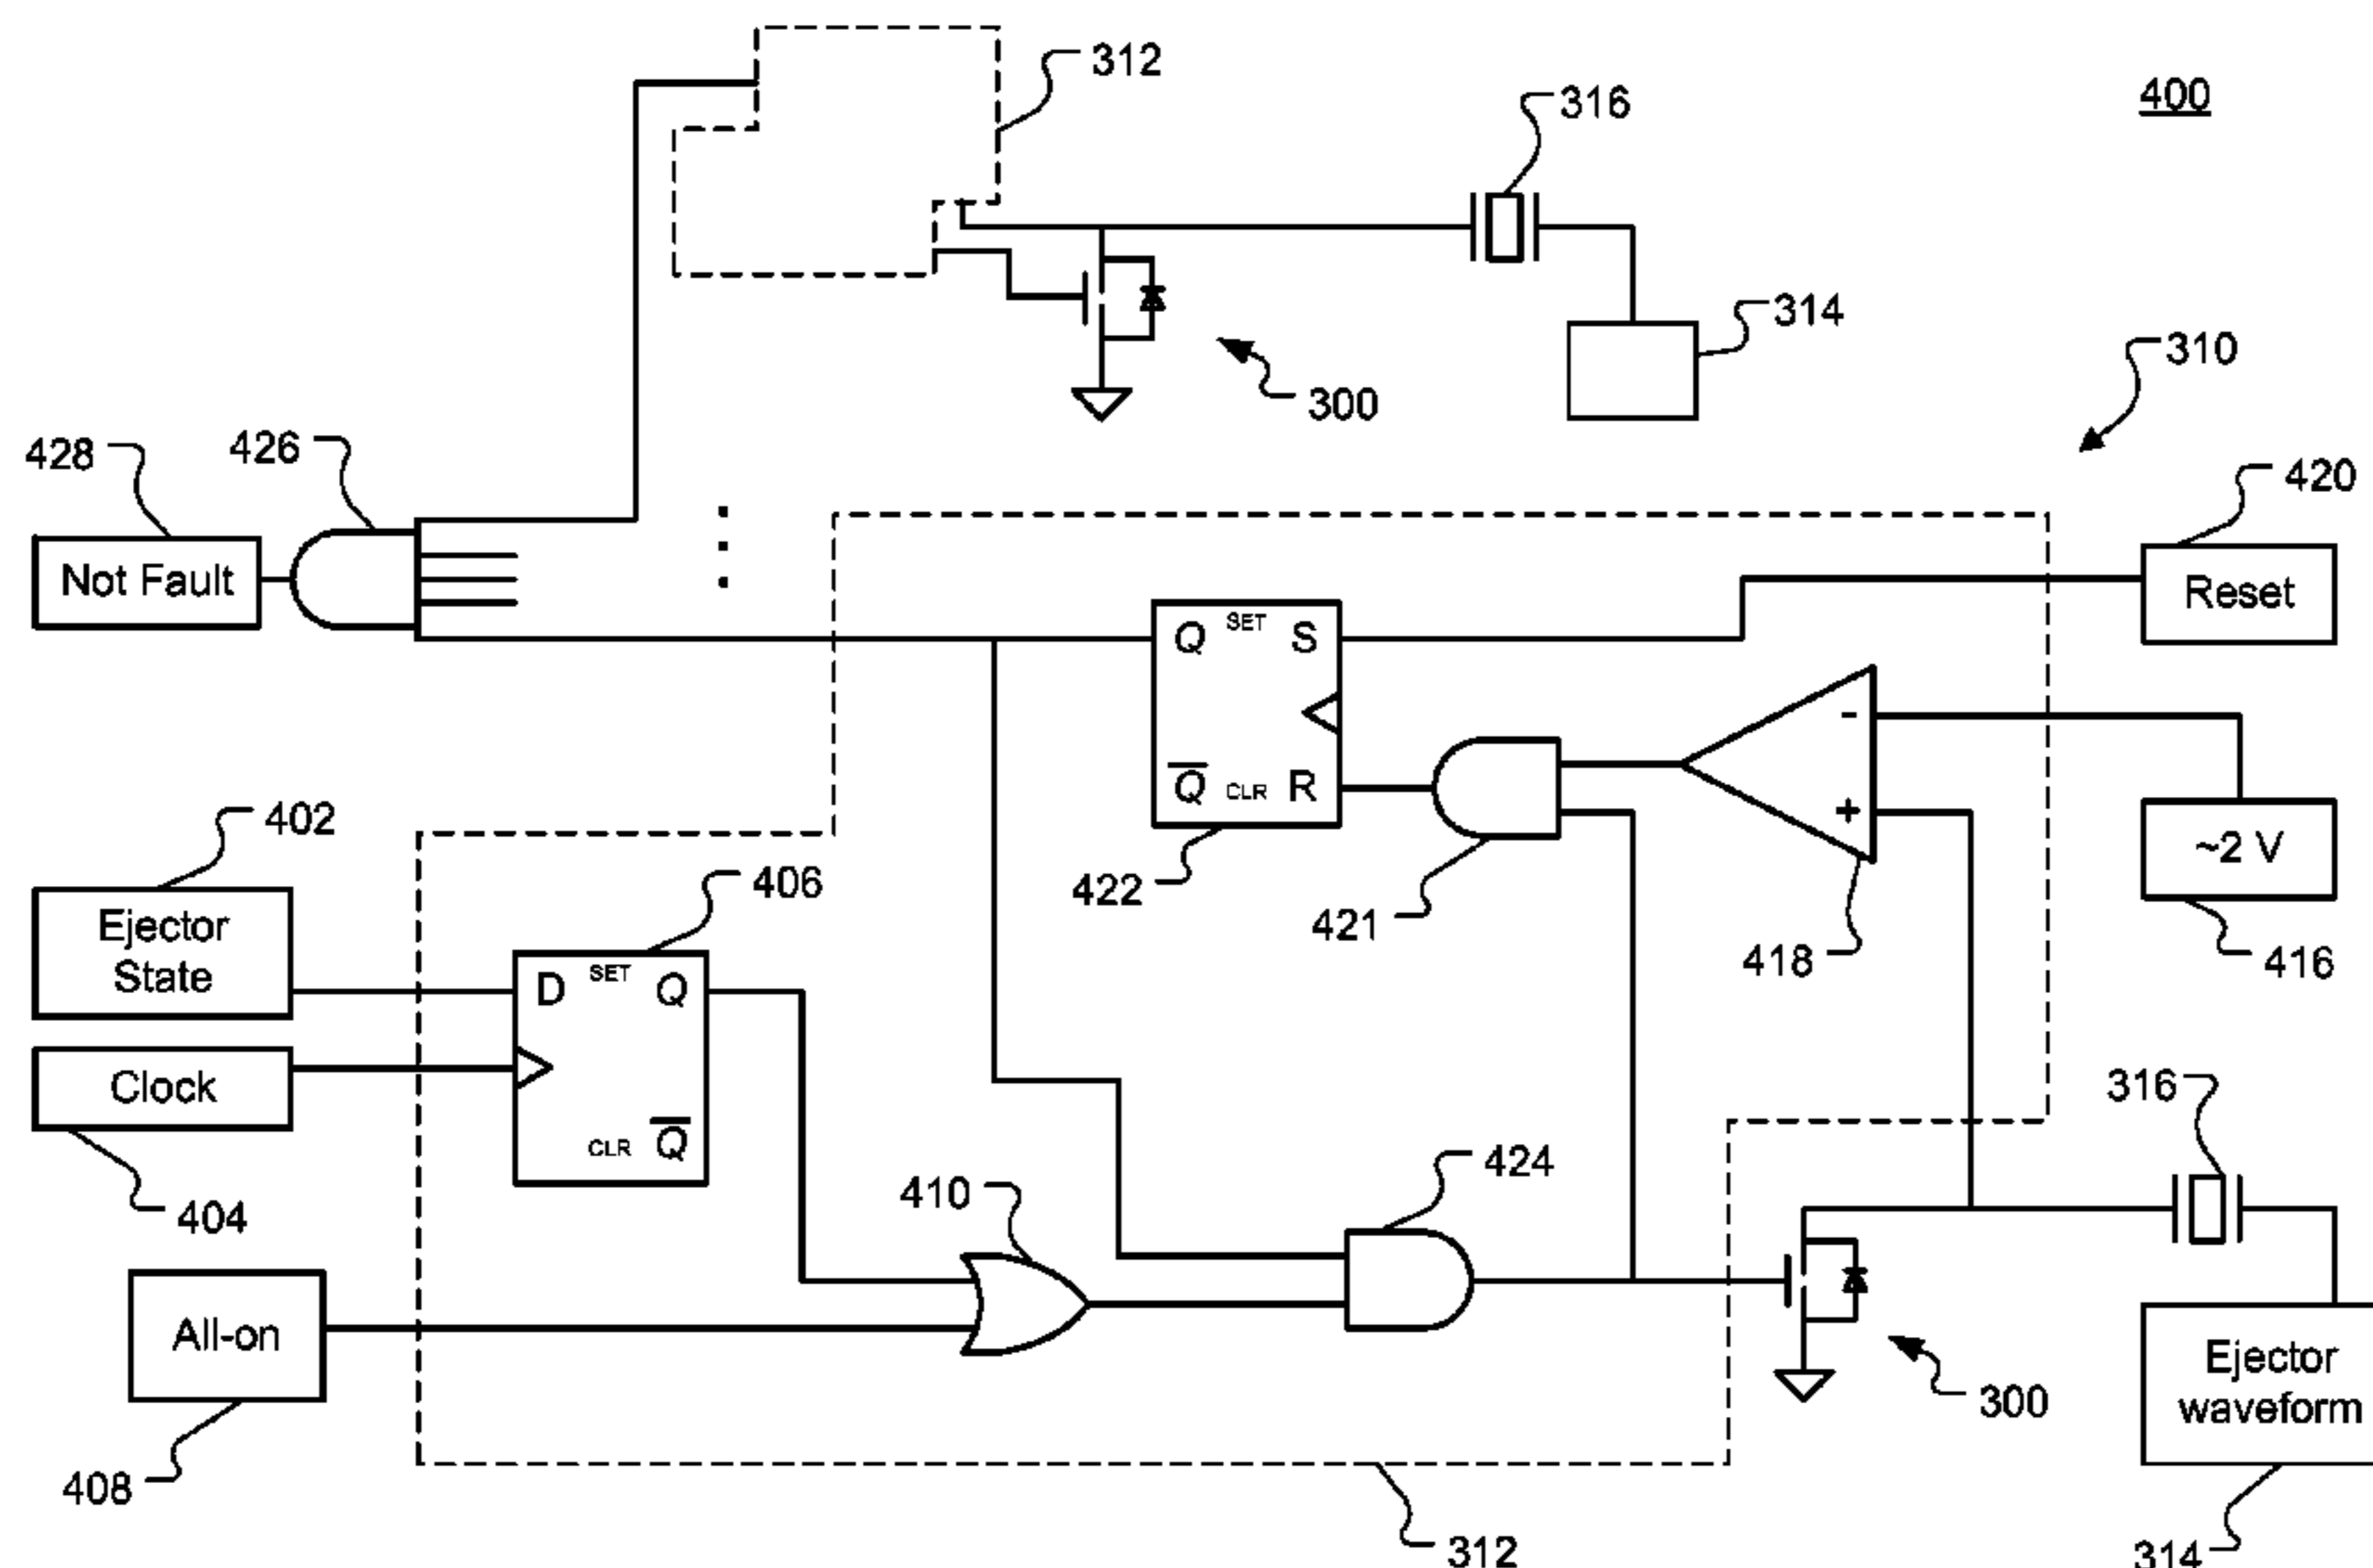 312
316
400
314
310
300
428
426
420
Not Fault
Reset
Q SET S
-
402
406
Q CLR R
+
~2 V
422
421
418
416
Ejector
State
D SET Q
Clock
CLR Q
316
404
410
424
All-on
Ejector
waveform
300
408
312
314